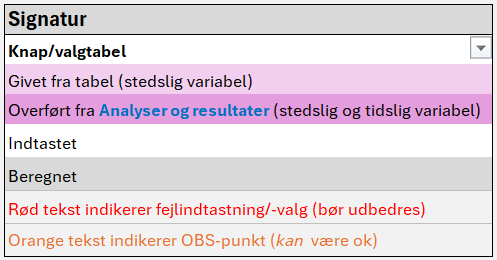 Signatur
Knap/valgtabel
Givet fra tabel (stedslig variabel)
Overført fra Analyser og resultater (stedslig og tidslig variabel)
Indtastet
Beregnet
Rød tekst indikerer fejlindtastning/-valg (bør udbedres)
Orange tekst indikerer OBS-punkt (kan være ok)